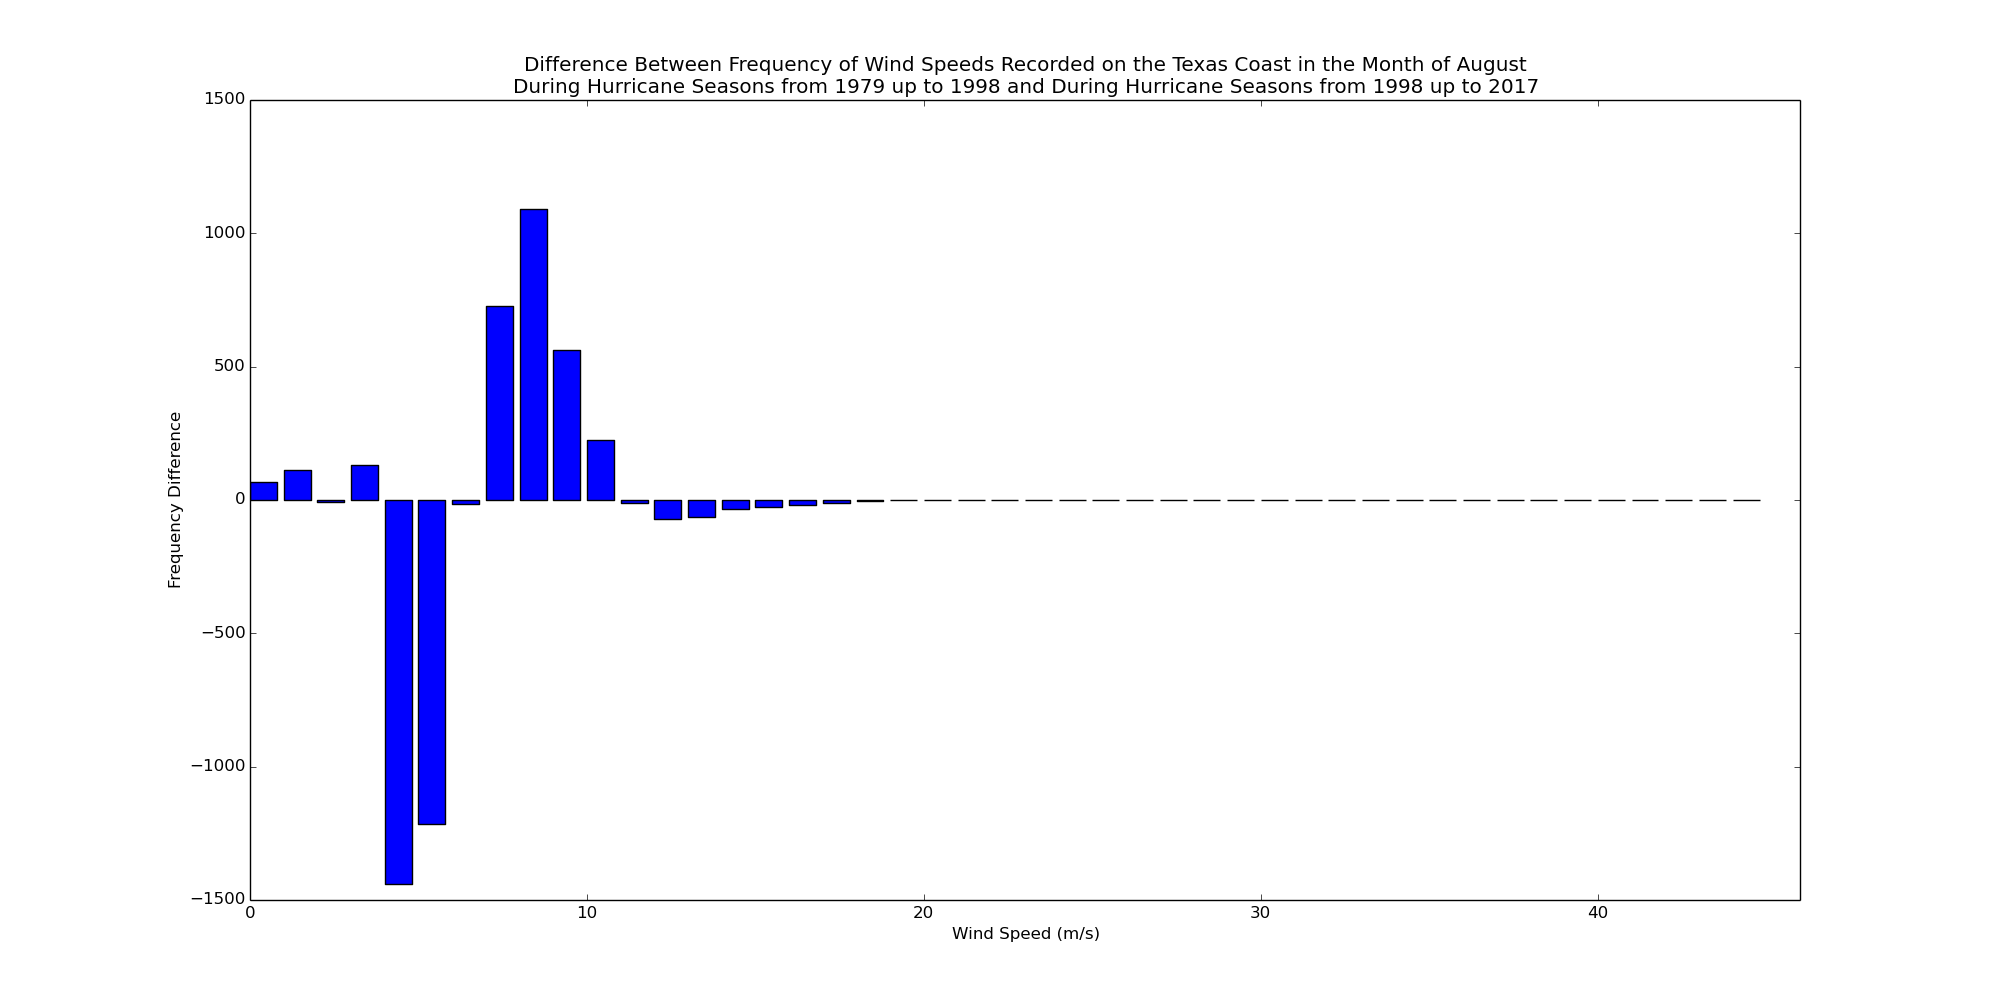 Difference Between Frequency of Wind Speeds Recorded on the Texas Coast in the Month of August
During Hurricane Seasons from 1979 up to 1998 and During Hurricane Seasons from 1998 up to 2017
1500
1000
500
0
−500
−1000
−1500
Frequency Difference
0 10 20 30 40
Wind Speed (m/s)